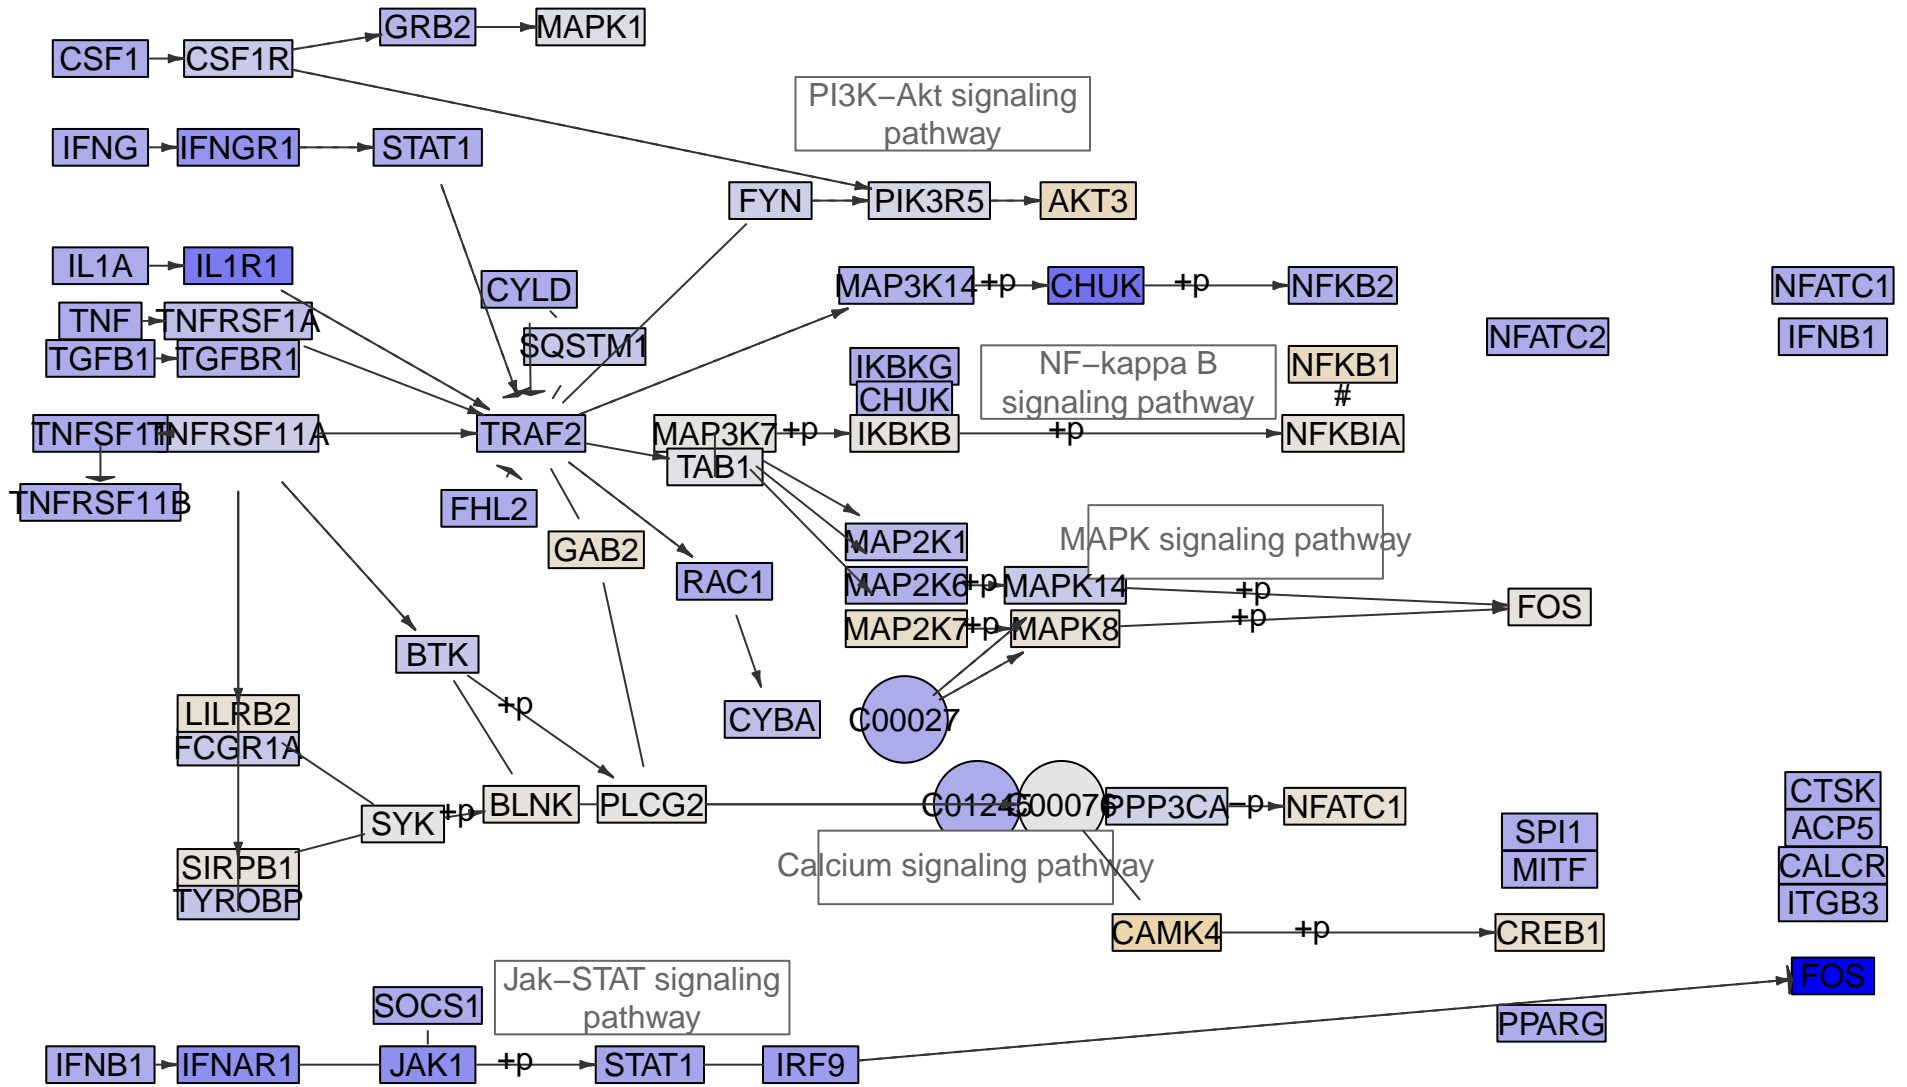 GRB2
MAPK1
CSF1
CSF1R
PI3K−Akt signaling
pathway
IFNG
IFNGR1
STAT1
FYN
PIK3R5
AKT3
IL1A
IL1R1
CYLD
MAP3K14
+p
CHUK
+p
NFKB2
NFATC1
TNF
TNFRSF1A
SQSTM1
NFATC2
IFNB1
TGFB1
TGFBR1
IKBKG
NF−kappa B
signaling pathway
NFKB1
#
CHUK
TNFRSF11A
TRAF2
MAP3K7
+p
IKBKB
+p
NFKBIA
TAB1
TNFRSF11B
FHL2
GAB2
MAP2K1
MAPK signaling pathway
RAC1
MAP2K6
+p
MAPK14
+p
FOS
MAP2K7
+p
MAPK8
+p
BTK
LILRB2
+p
CYBA
C00027
FCGR1A
SYK
+p
BLNK
PLCG2
C00076
PPP3CA
−p
NFATC1
CTSK
SPI1
ACP5
SIRPB1
Calcium signaling pathway
MITF
CALCR
TYROBP
ITGB3
CAMK4
+p
CREB1
Jak−STAT signaling
pathway
FOS
SOCS1
PPARG
IFNB1
IFNAR1
JAK1
+p
STAT1
IRF9